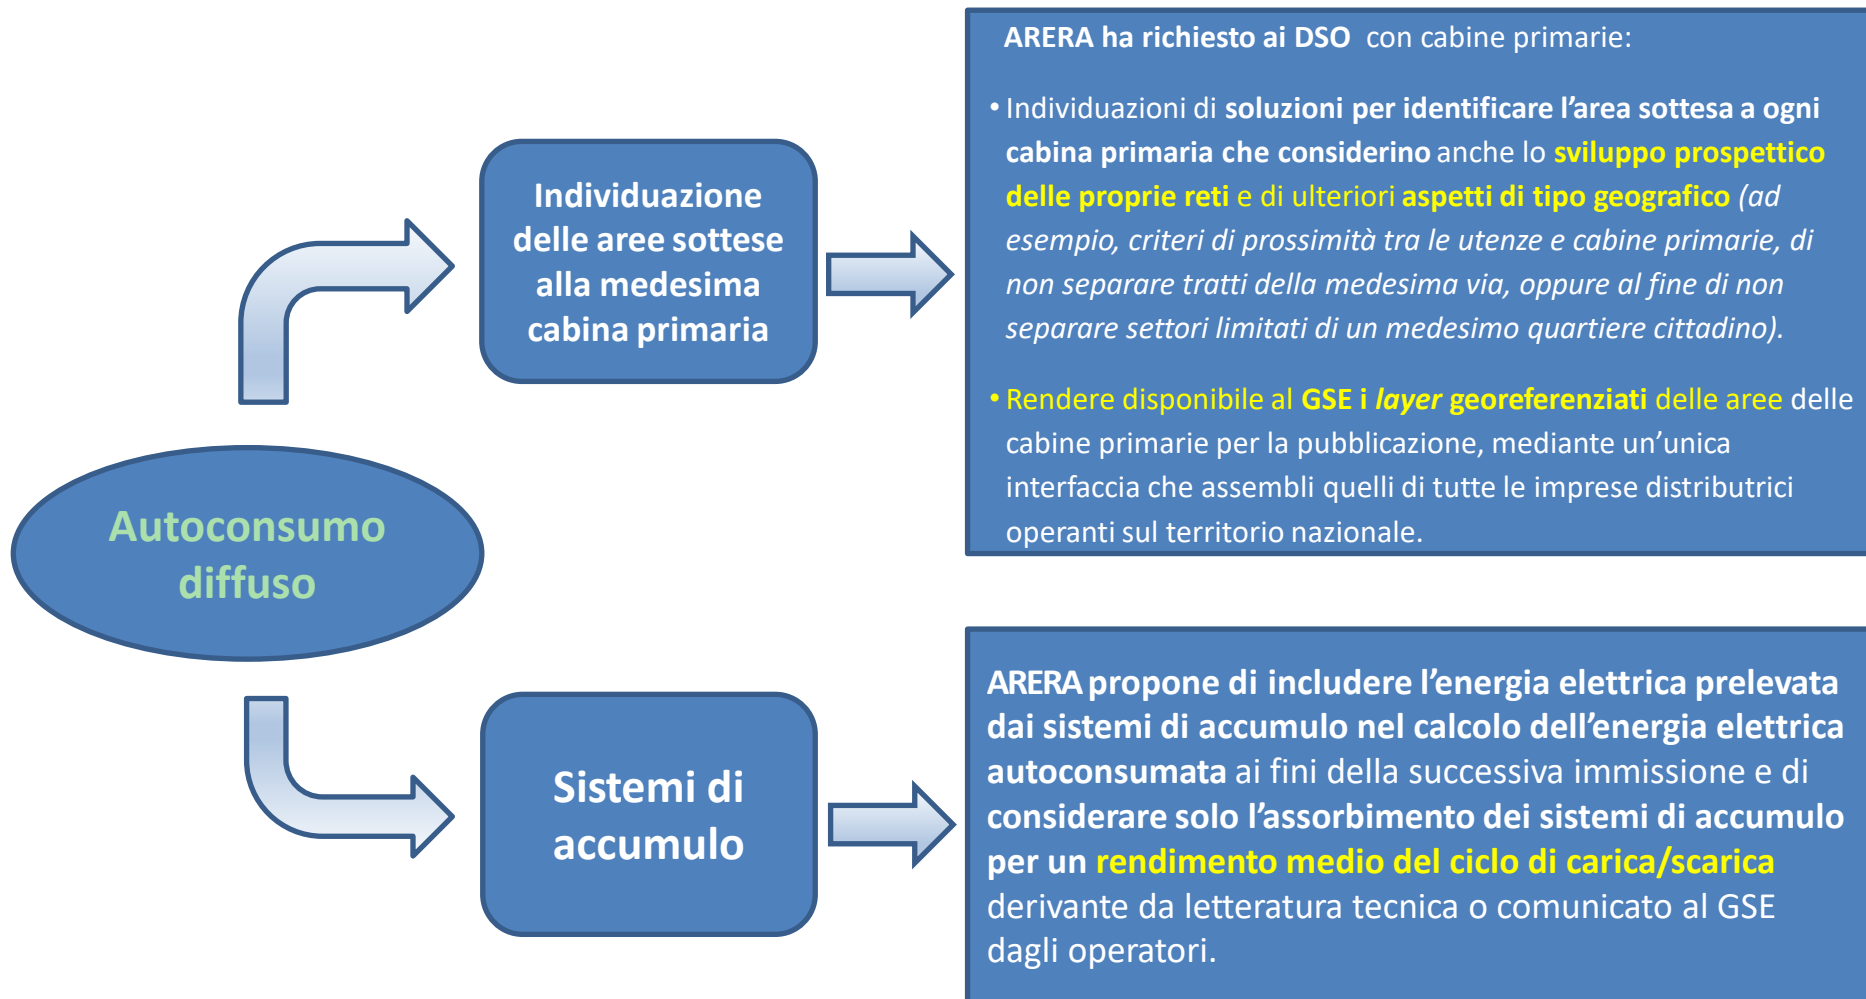 Autoconsumo
diffuso
Individuazione
delle aree sottese
alla medesima
cabina primaria
ARERA ha richiesto ai DSO con cabine primarie:
• Individuazioni di soluzioni per identificare l’area sottesa a ogni
cabina primaria che considerino anche lo sviluppo prospettico
delle proprie reti e di ulteriori aspetti di tipo geografico (ad
esempio, criteri di prossimità tra le utenze e cabine primarie, di
non separare tratti della medesima via, oppure al fine di non
separare settori limitati di un medesimo quartiere cittadino).
• Rendere disponibile al GSE i layer georeferenziati delle aree delle
cabine primarie per la pubblicazione, mediante un’unica
interfaccia che assembli quelli di tutte le imprese distributrici
operanti sul territorio nazionale.
Sistemi di
accumulo
ARERA propone di includere l’energia elettrica prelevata
dai sistemi di accumulo nel calcolo dell’energia elettrica
autoconsumata ai fini della successiva immissione e di
considerare solo l’assorbimento dei sistemi di accumulo
per un rendimento medio del ciclo di carica/scarica
derivante da letteratura tecnica o comunicato al GSE
dagli operatori.